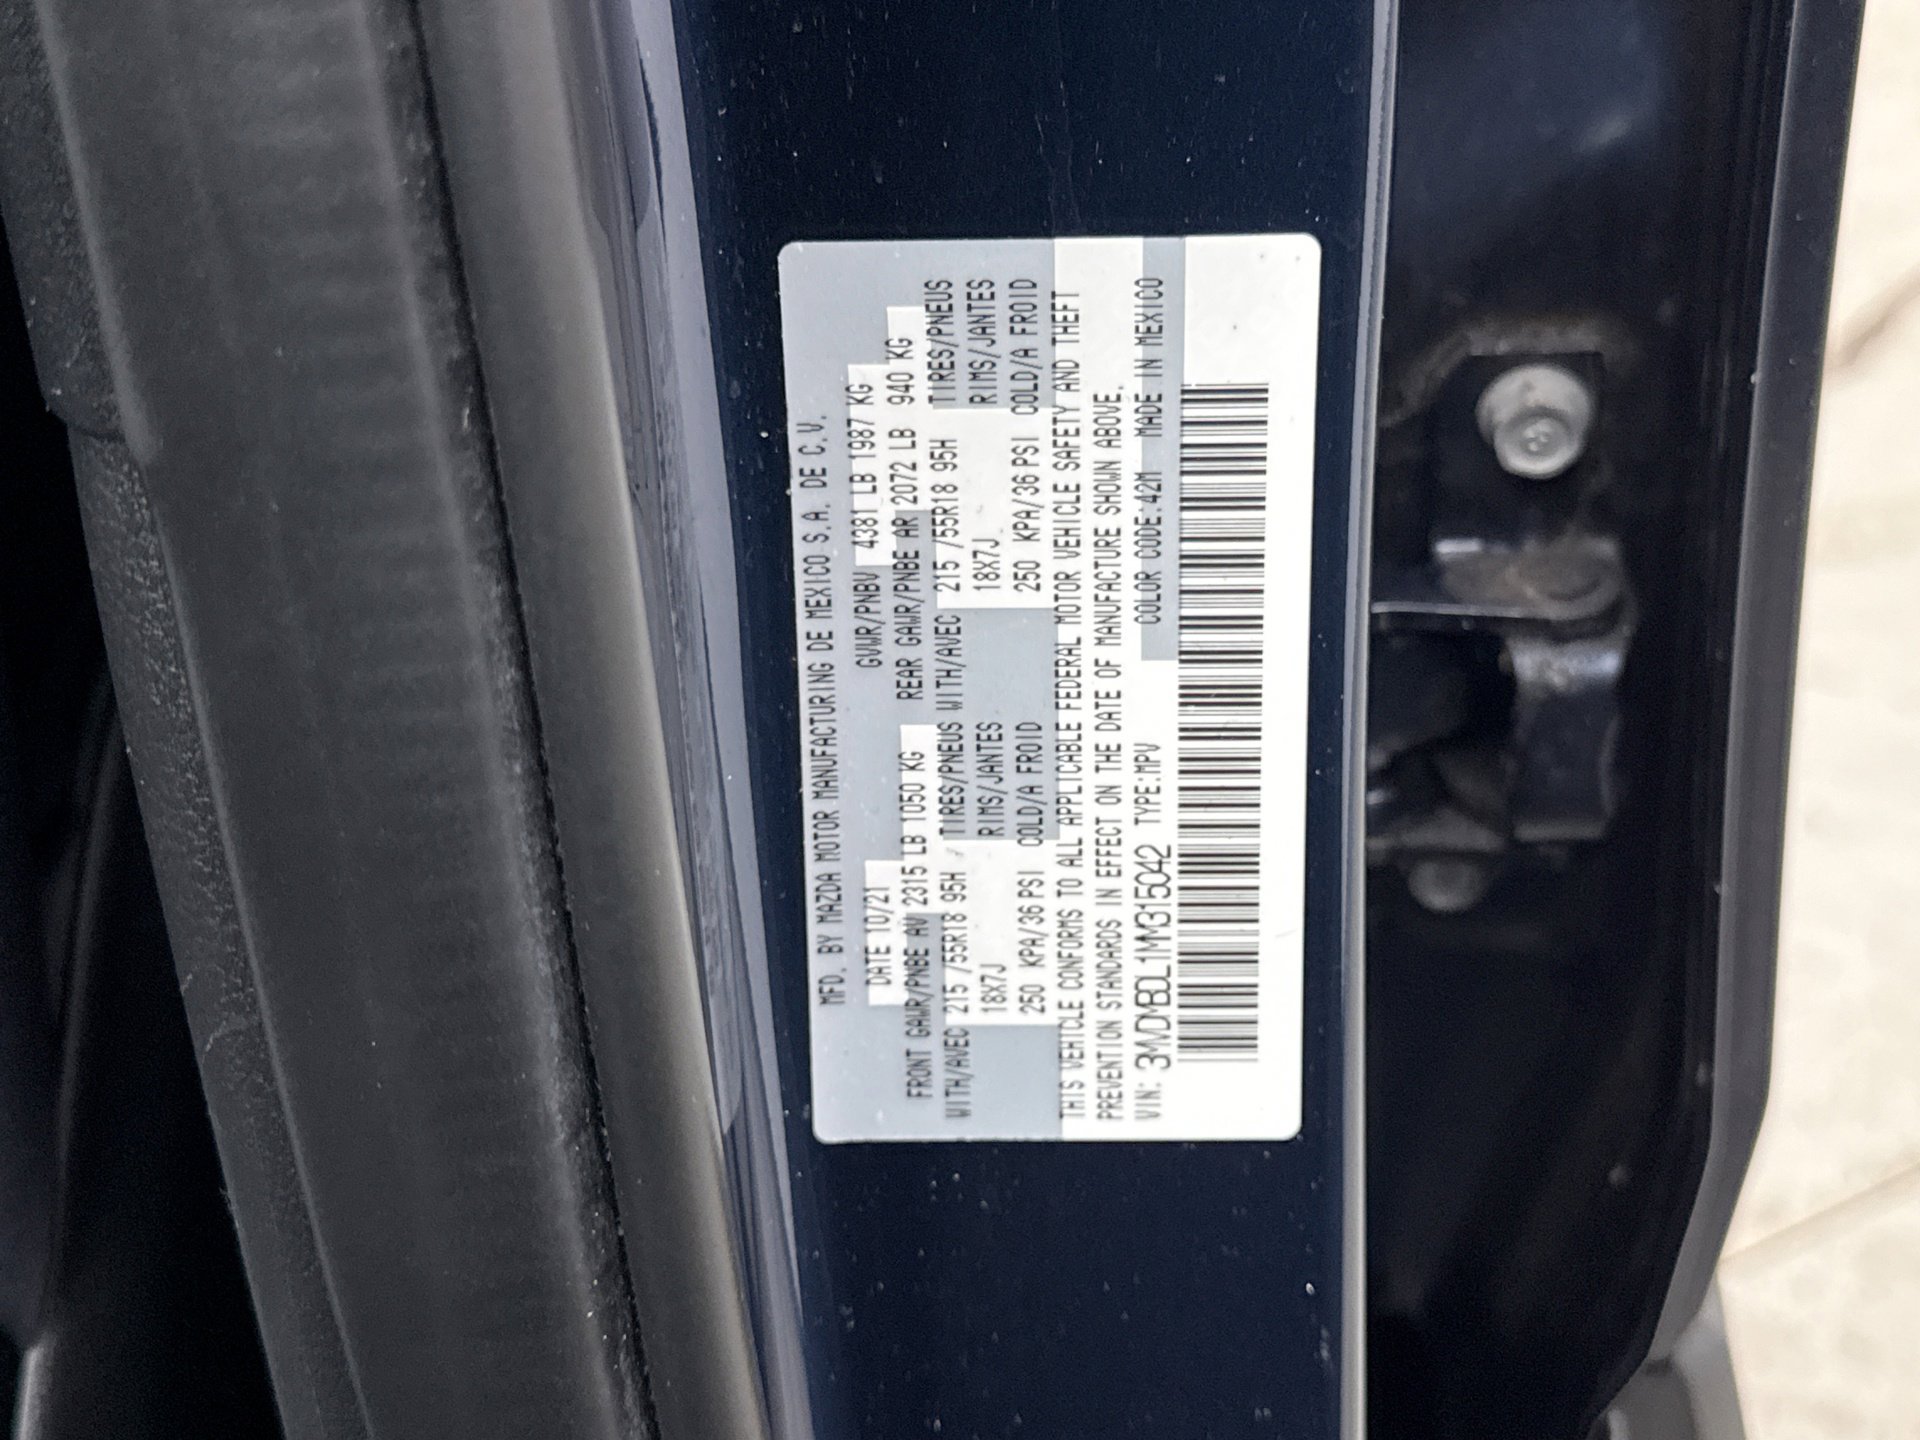 MFD. BY MAZDA MOTOR MANUFACTURING DE MEXICO S.A. DE C.V.
DATE 10/21 GVWR/PNBV 4381 LB 1987 KG
FRONT GAWR/PNBE AV 2315 LB 1050 KG REAR GAWR/PNBE AR 2072 LB 940 KG
WITH/AVEC 215 /55R18 95H TIRES/PNEUS WITH/AVEC 215 /55R18 95H TIRES/PNEUS
18X7J RIMS/JANTES 18X7J RIMS/JANTES
250 KPA/36 PSI COLD/A FROID 250 KPA/36 PSI COLD/A FROID
THIS VEHICLE CONFORMS TO ALL APPLICABLE FEDERAL MOTOR VEHICLE SAFETY AND THEFT
PREVENTION STANDARDS IN EFFECT ON THE DATE OF MANUFACTURE SHOWN ABOVE.
VIN: 3MVDMBDL1MM315042 TYPE:MPV COLOR CODE:42M MADE IN MEXICO